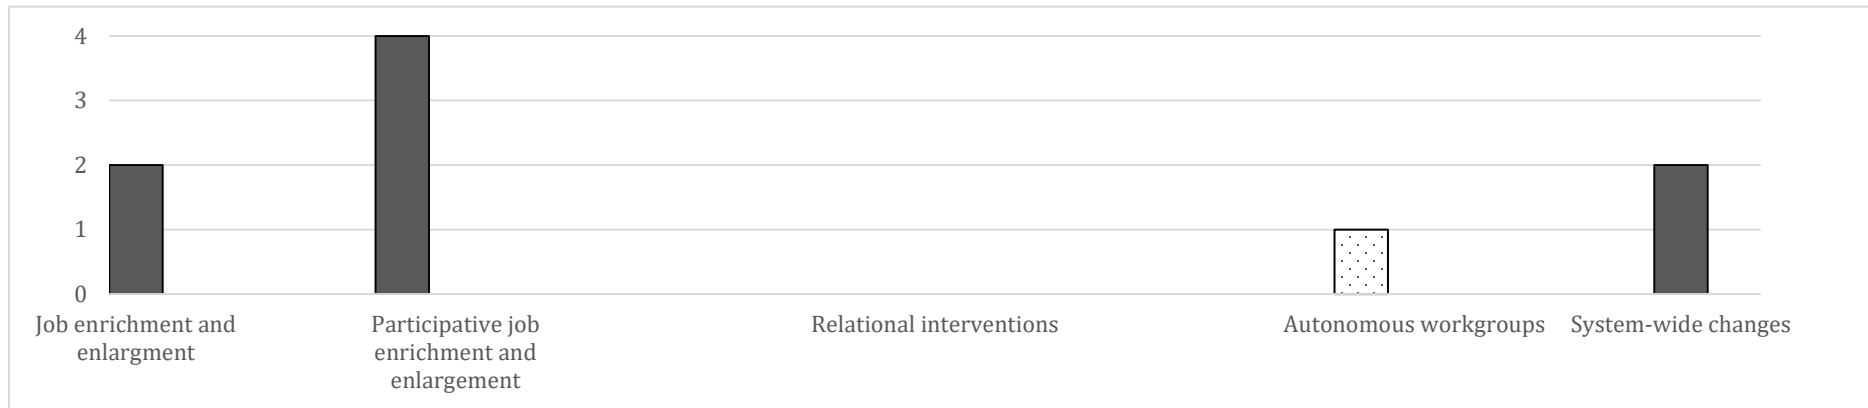 4
3
2
1
0
Job enrichment and
enlargment
Participative job
enrichment and
enlargement
Relational interventions
Autonomous workgroups
System-wide changes